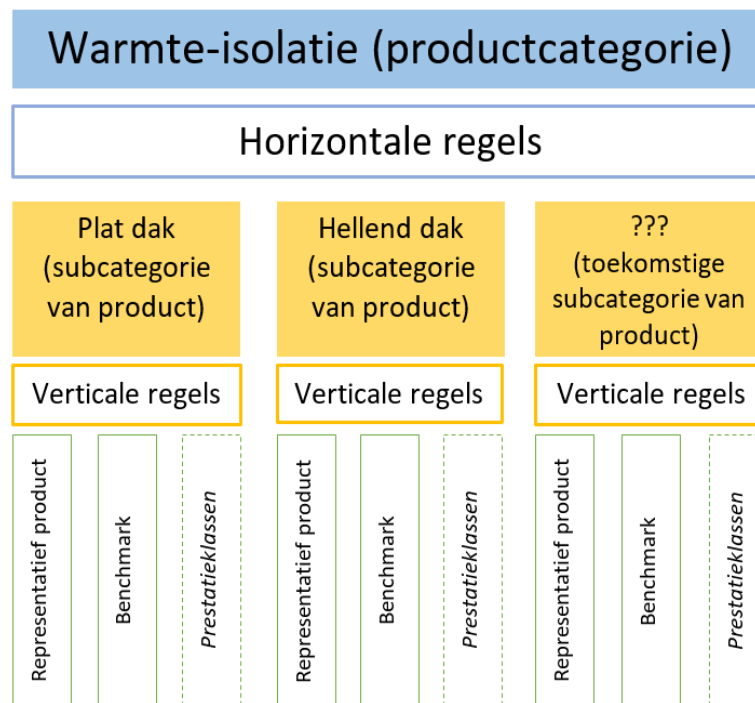 Warmte-isolatie (productcategorie)
Horizontale regels
Plat dak
(subcategorie
van product)
Hellend dak
(subcategorie
van product)
???
(toekomstige
subcategorie van
product)
Verticale regels
Verticale regels
Verticale regels
Representatief product
Benchmark
Prestatieklassen
Representatief product
Benchmark
Prestatieklassen
Representatief product
Benchmark
Prestatieklassen